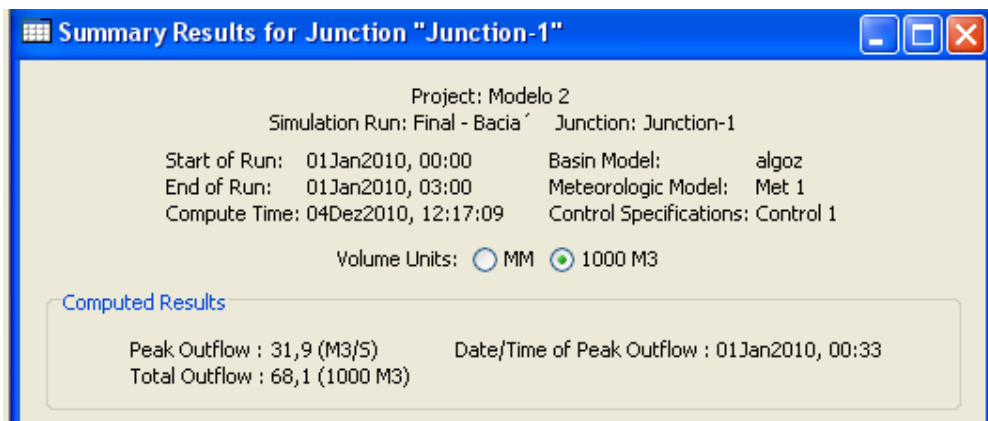 Summary Results for Junction "Junction-1"
Project: Modelo 2
Simulation Run: Final - Bacia´ Junction: Junction-1
Start of Run: 01Jan2010, 00:00 Basin Model: algoz
End of Run: 01Jan2010, 03:00 Meteorologic Model: Met 1
Compute Time: 04Dez2010, 12:17:09 Control Specifications: Control 1
Volume Units: MM 1000 M3
Computed Results
Peak Outflow : 31,9 (M3/S) Date/Time of Peak Outflow : 01Jan2010, 00:33
Total Outflow : 68,1 (1000 M3)